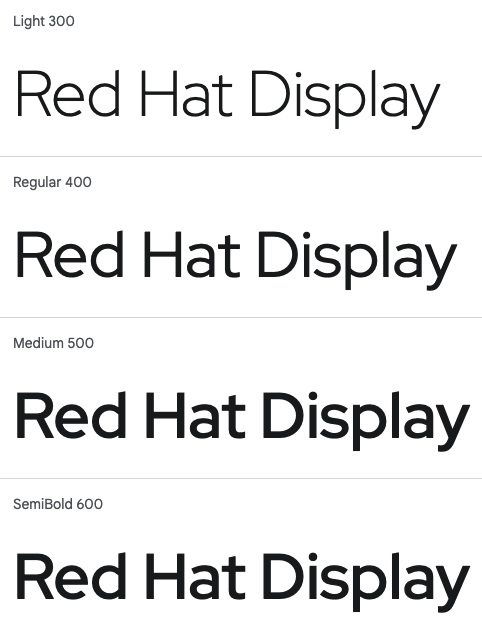 Light 300
Red Hat Display
Regular 400
Red Hat Display
Medium 500
Red Hat Display
SemiBold 600
Red Hat Display